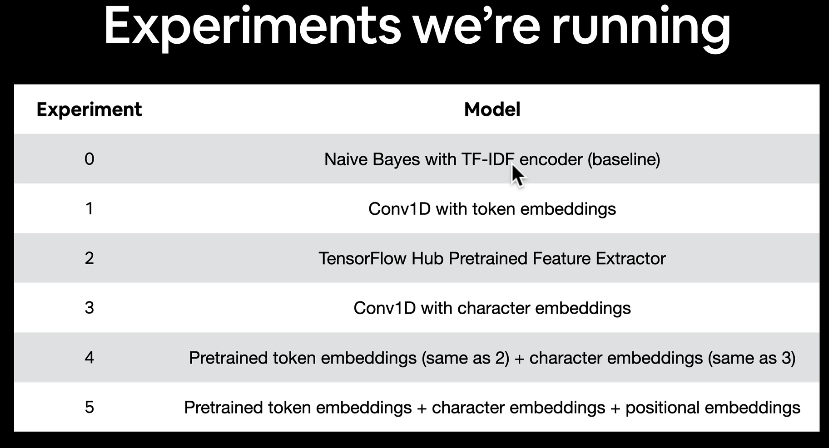 Experiments we're running
Experiment Model
0 Naive Bayes with TF-IDF encoder (baseline)
1 Conv1D with token embeddings
2 TensorFlow Hub Pretrained Feature Extractor
3 Conv1D with character embeddings
4 Pretrained token embeddings (same as 2) + character embeddings (same as 3)
5 Pretrained token embeddings + character embeddings + positional embeddings